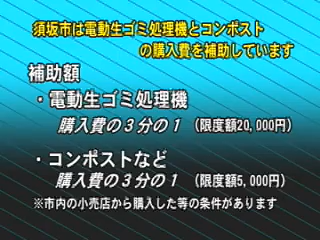 須坂市は電動生ゴミ処理機とコンポスト
の購入費を補助しています
補助額
・電動生ゴミ処理機
購入費の３分の１（限度額20,000円）
・コンポストなど
購入費の３分の１（限度額5,000円）
※市内の小売店から購入した等の条件があります